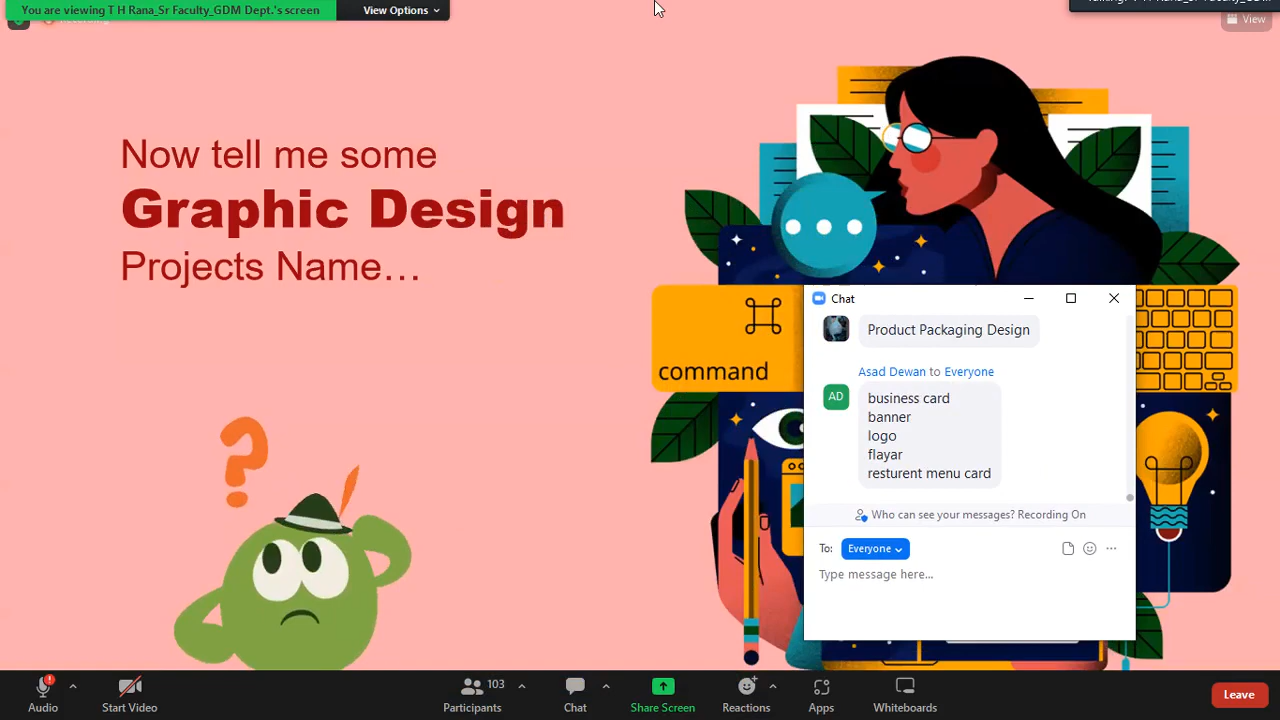 You are viewing T H Rana_Sr Faculty_GDM Dept.'s screen
View Options
Recording
View
Now tell me some
Graphic Design
Projects Name…
command
Chat
Product Packaging Design
Asad Dewan to Everyone
AD
business card
banner
logo
flayar
resturent menu card
Who can see your messages? Recording On
To: Everyone
Type message here...
Audio
Start Video
Participants
103
Chat
Share Screen
Reactions
Apps
Whiteboards
Leave